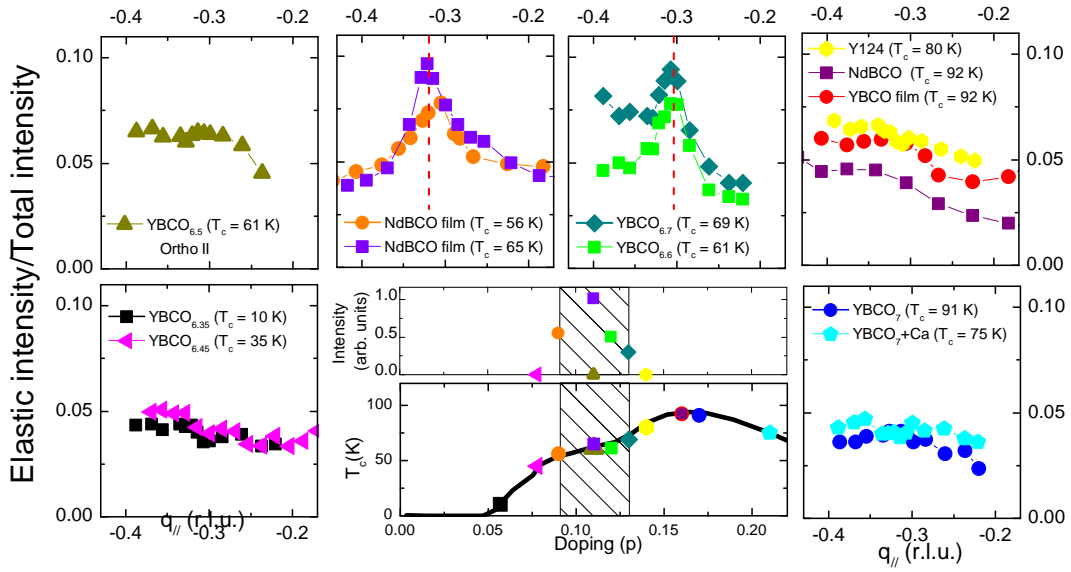 -0.4 -0.3 -0.2
-0.4 -0.3 -0.2
-0.4 -0.3 -0.2
-0.4 -0.3 -0.2
Elastic intensity/Total intensity
0.10
0.05
0.00
YBCO6.5 (Tc = 61 K)
Ortho II
NdBCO film (Tc = 56 K)
NdBCO film (Tc = 65 K)
YBCO6.7 (Tc = 69 K)
YBCO6.6 (Tc = 61 K)
Y124 (Tc = 80 K)
NdBCO (Tc = 92 K)
YBCO film (Tc = 92 K)
0.10
0.05
0.00
0.10
0.05
0.00
YBCO6.35 (Tc = 10 K)
YBCO6.45 (Tc = 35 K)
-0.4 -0.3 -0.2
q// (r.l.u.)
Intensity
(arb. units)
1.0
0.5
0.0
Tc(K)
100
50
0
0.00 0.05 0.10 0.15 0.20
Doping (p)
YBCO7 (Tc = 91 K)
YBCO7+Ca (Tc = 75 K)
0.10
0.05
0.00
-0.4 -0.3 -0.2
q// (r.l.u.)